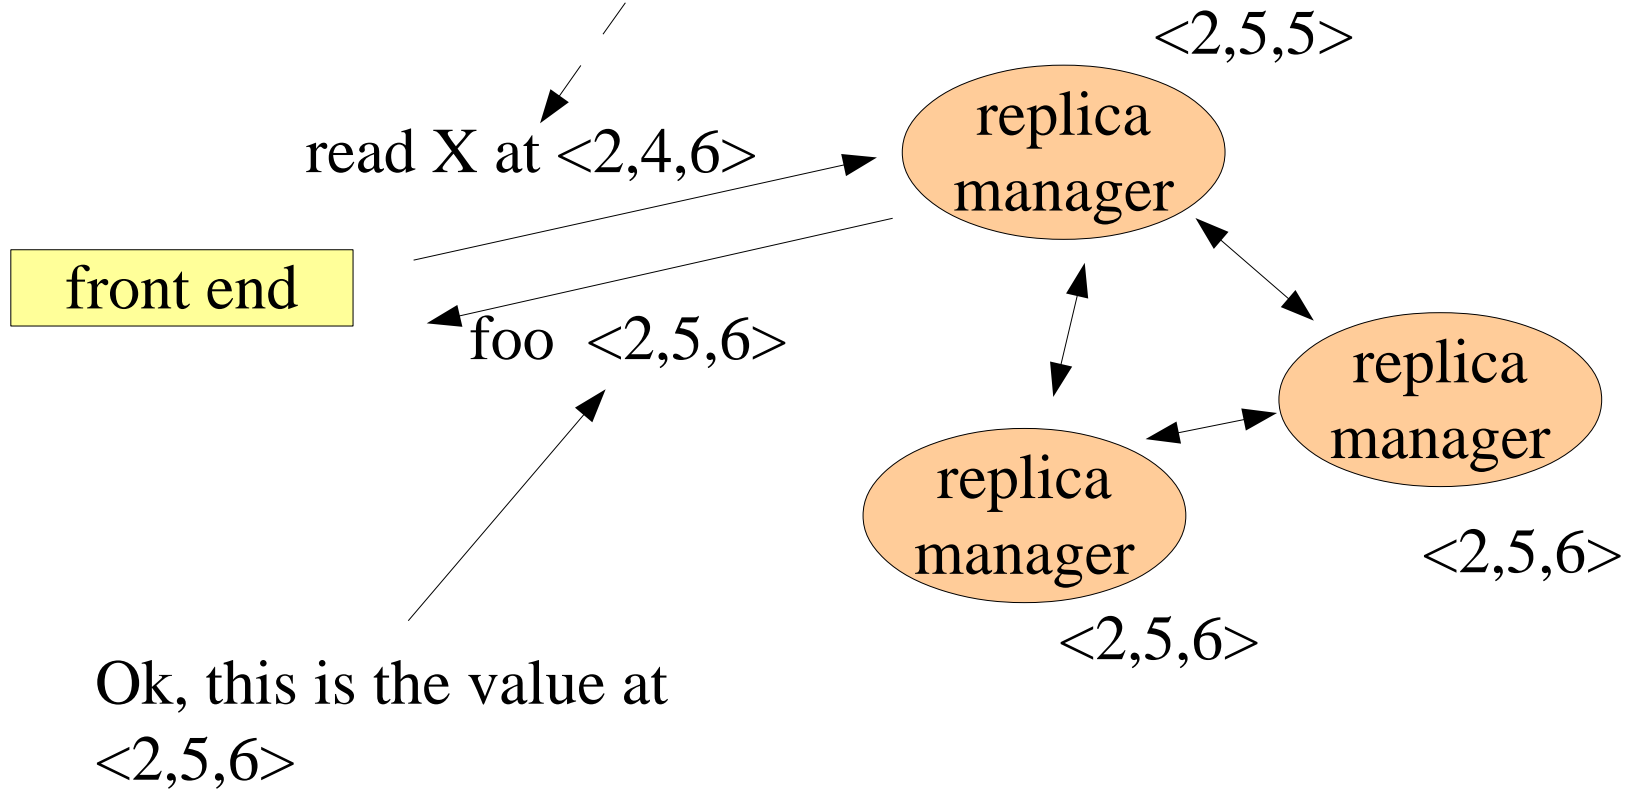 <2,5,5>
replica
manager
read X at <2,4,6>
front end
foo <2,5,6>
replica
manager
<2,5,6>
replica
manager
<2,5,6>
Ok, this is the value at
<2,5,6>